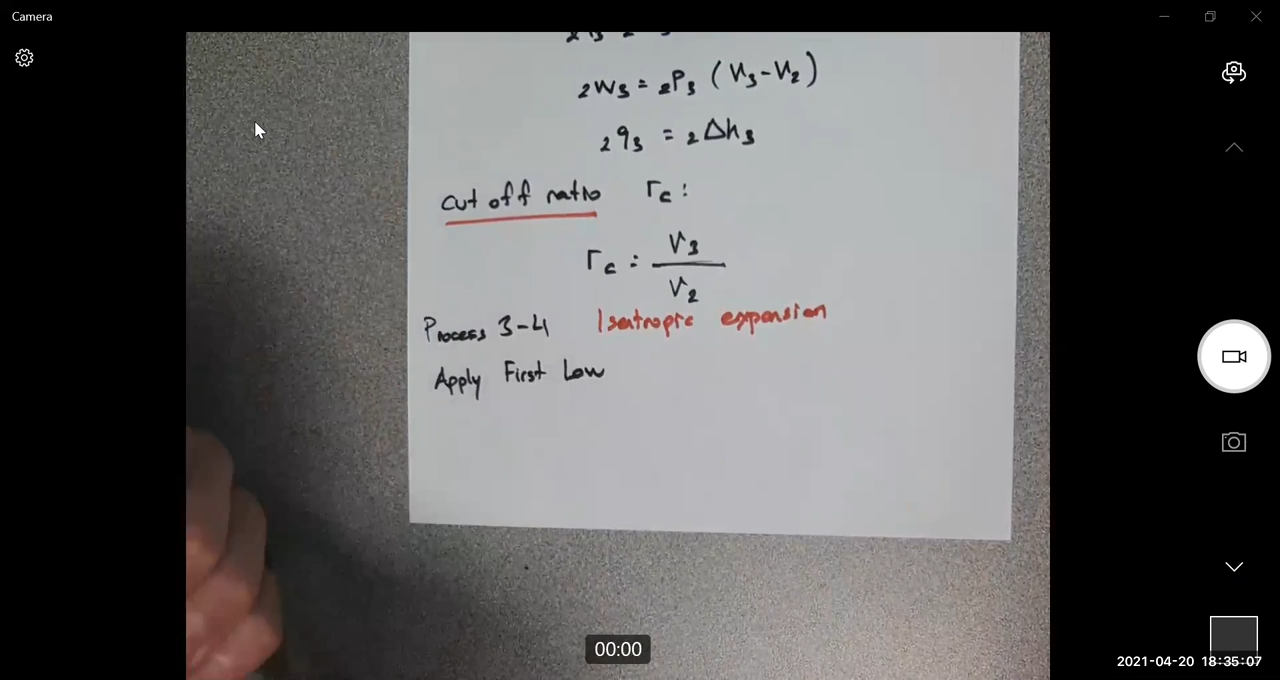 Camera
₂W₃ = ₂P₃ (V₃-V₂)
₂q₃ = ₂Δh₃
cut off ratio rc :
rc = V₃ / V₂
Process 3-4 Isentropic expansion
Apply First Law
00:00
2021-04-20 18:35:07